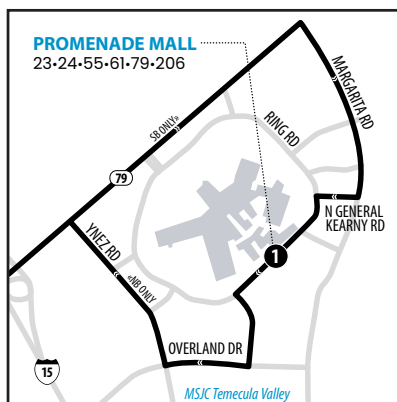 PROMENADE MALL
23•24•55•61•79•206
MARGARITA RD
SB ONLY»
RING RD
79
N GENERAL
KEARNY RD
YNEZ RD
1
«NB ONLY
OVERLAND DR
15
MSJC Temecula Valley